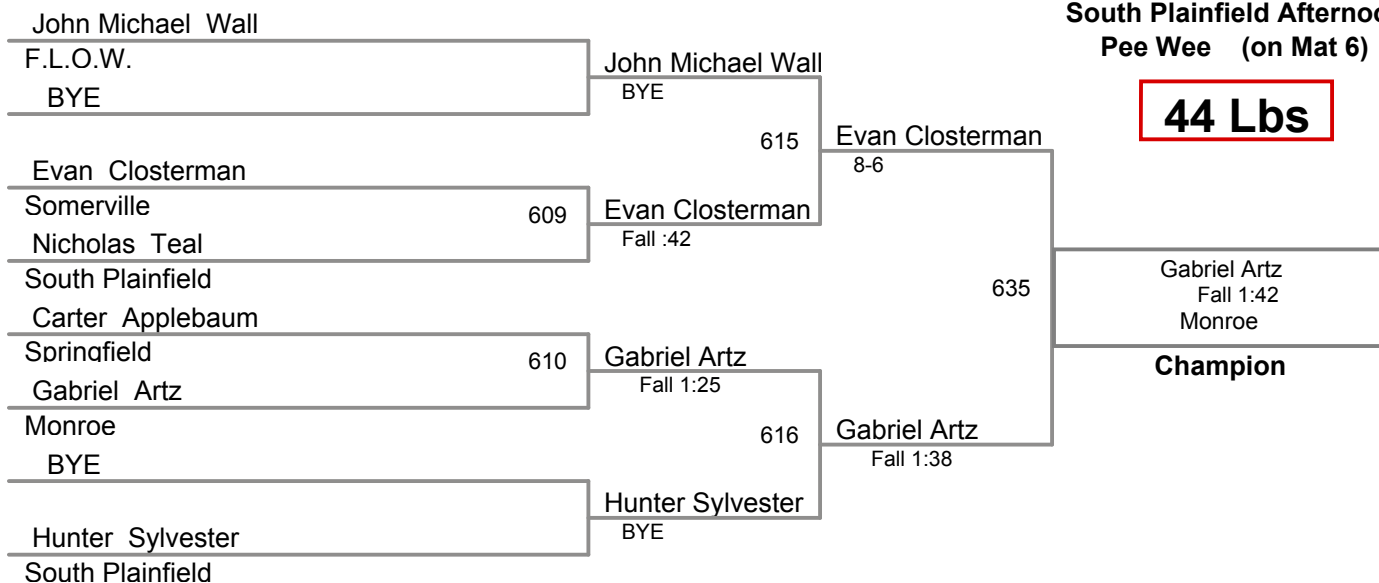 South Plainfield Afternoo
Pee Wee (on Mat 6)
44 Lbs
John Michael Wall
F.L.O.W.
BYE
Evan Closterman
Somerville
Nicholas Teal
South Plainfield
Carter Applebaum
Springfield
Gabriel Artz
Monroe
BYE
Hunter Sylvester
South Plainfield
609
610
John Michael Wall
BYE
Evan Closterman
Fall :42
Gabriel Artz
Fall 1:25
Hunter Sylvester
BYE
615
616
Evan Closterman
8-6
Gabriel Artz
Fall 1:38
635
Gabriel Artz
Fall 1:42
Monroe
Champion